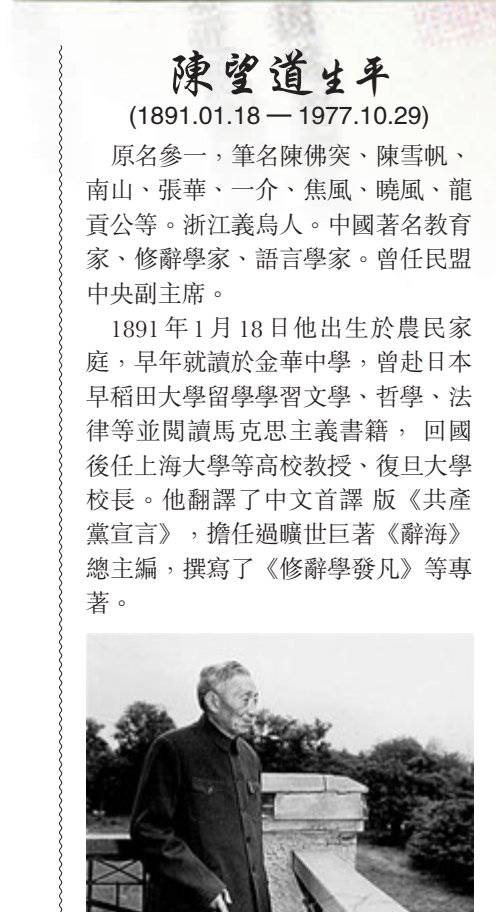 陳望道生平
(1891.01.18 — 1977.10.29)
原名參一，筆名陳佛突、陳雪帆、
南山、張華、一介、焦風、曉風、龍
貢公等。浙江義烏人。中國著名教育
家、修辭學家、語言學家。曾任民盟
中央副主席。
1891 年 1 月 18 日他出生於農民家
庭，早年就讀於金華中學，曾赴日本
早稻田大學留學學習文學、哲學、法
律等並閱讀馬克思主義書籍， 回國
後任上海大學等高校教授、復旦大學
校長。他翻譯了中文首譯 版《共產
黨宣言》，擔任過曠世巨著《辭海》
總主編，撰寫了《修辭學發凡》等專
著。